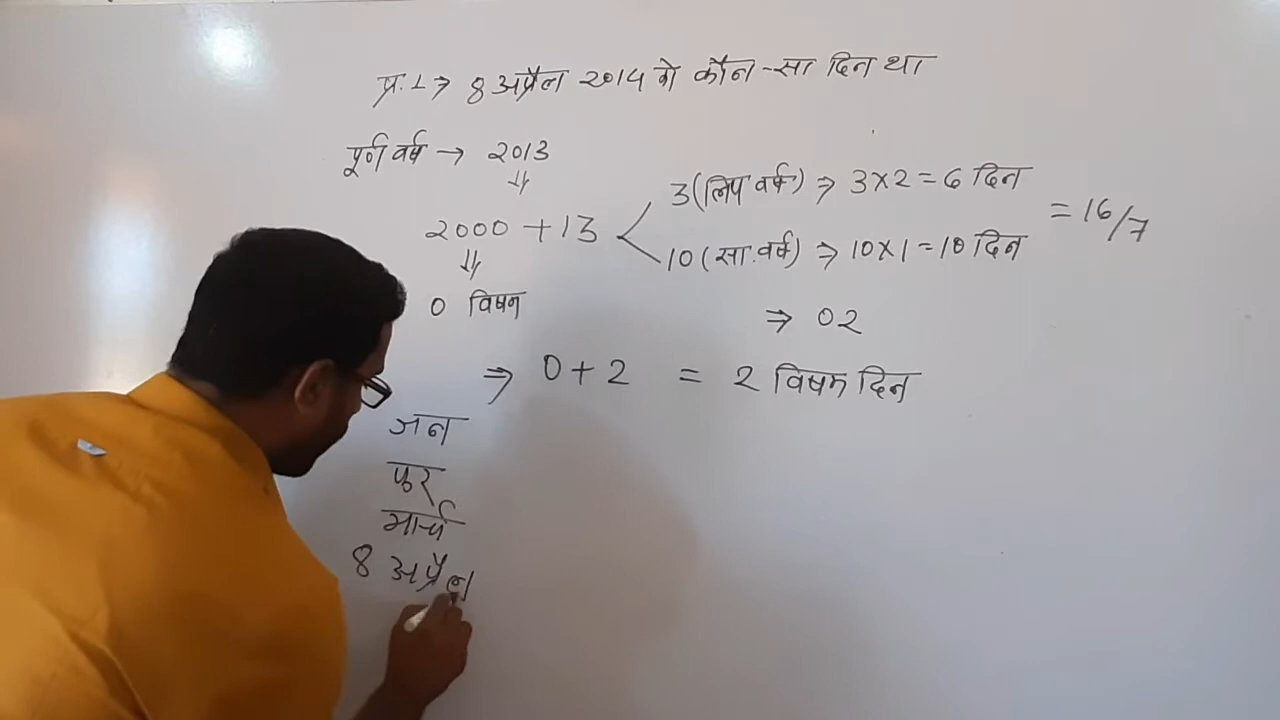 प्र.1 → 8 अप्रैल 2014 को कौन-सा दिन था
पूर्ण वर्ष → 2013
⇓
2000 + 13
3 (लिप वर्ष) ⇒ 3×2 = 6 दिन
10 (सा. वर्ष) ⇒ 10×1 = 10 दिन
= 16/7
⇓
0 विषम
⇒ 02
⇒ 0+2 = 2 विषम दिन
जन
फर
मार्च
8 अप्रैल